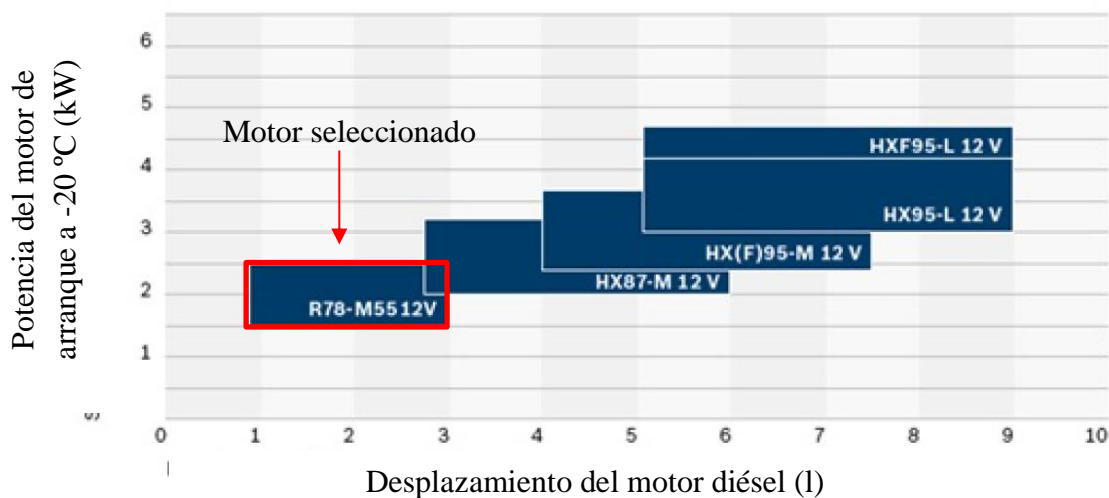 Potencia del motor de
arranque a -20 ºC (kW)
6
5
4
3
2
1
Motor seleccionado
HXF95-L 12 V
HX95-L 12 V
HX(F)95-M 12 V
HX87-M 12 V
R78-M55 12V
0 1 2 3 4 5 6 7 8 9 10
Desplazamiento del motor diésel (l)